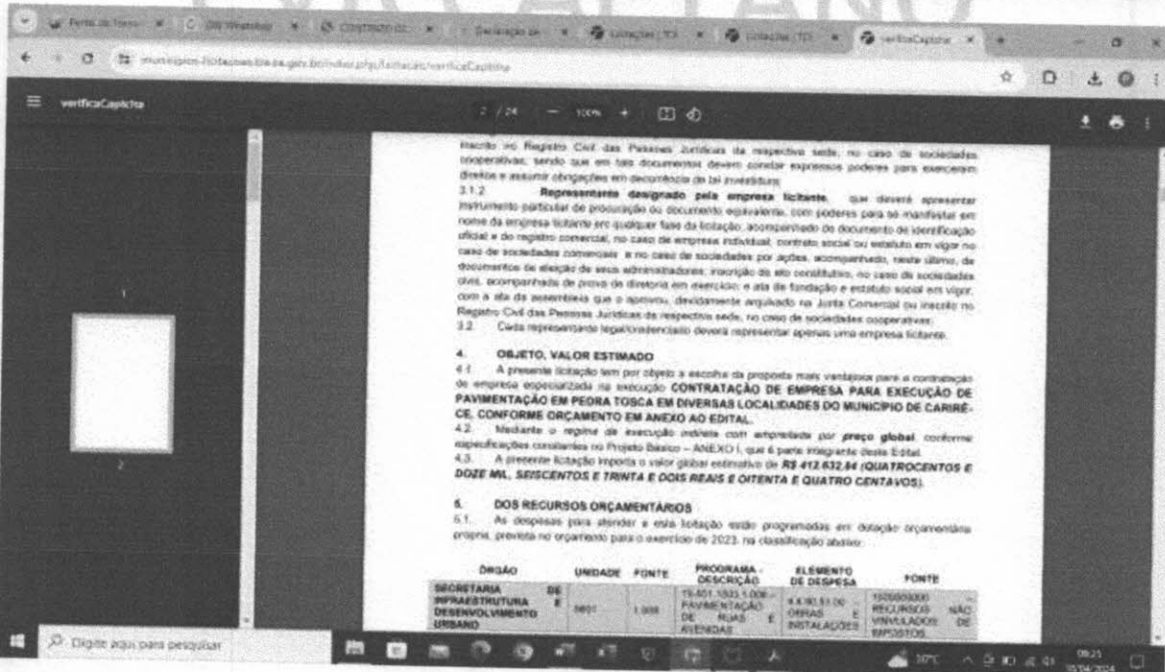 verificaCaptcha
verificaCaptcha
2 / 24 — 100% +
inscrito no Registro Civil das Pessoas Jurídicas da respectiva sede, no caso de sociedades
cooperativas, sendo que em tais documentos devem constar expressos poderes para exercerem
direitos e assumir obrigações em decorrência de tal investidura;
3.1.2 Representante designado pela empresa licitante, que deverá apresentar
instrumento particular de procuração ou documento equivalente, com poderes para se manifestar em
nome da empresa licitante em qualquer fase da licitação, acompanhado do documento de identificação
oficial e do registro comercial, no caso de empresa individual; contrato social ou estatuto em vigor no
caso de sociedades comerciais e no caso de sociedades por ações, acompanhado, neste último, de
documentos de eleição de seus administradores; inscrição do ato constitutivo, no caso de sociedades
civis, acompanhada de prova de diretoria em exercício; e ata de fundação e estatuto social em vigor,
com a ata da assembleia que o aprovou, devidamente arquivado na Junta Comercial ou inscrito no
Registro Civil das Pessoas Jurídicas da respectiva sede, no caso de sociedades cooperativas.
3.2. Cada representante legal/credenciado deverá representar apenas uma empresa licitante.
4. OBJETO, VALOR ESTIMADO
4.1. A presente licitação tem por objeto a escolha da proposta mais vantajosa para a contratação
de empresa especializada na execução CONTRATAÇÃO DE EMPRESA PARA EXECUÇÃO DE
PAVIMENTAÇÃO EM PEDRA TOSCA EM DIVERSAS LOCALIDADES DO MUNICÍPIO DE CARIRÉ-
CE, CONFORME ORÇAMENTO EM ANEXO AO EDITAL.
4.2. Mediante o regime de execução indireta com empreitada por preço global, conforme
especificações constantes no Projeto Básico – ANEXO I, que é parte integrante deste Edital.
4.3. A presente licitação importa o valor global estimativo de R$ 412.632,84 (QUATROCENTOS E
DOZE MIL, SEISCENTOS E TRINTA E DOIS REAIS E OITENTA E QUATRO CENTAVOS).
5. DOS RECURSOS ORÇAMENTÁRIOS
5.1. As despesas para atender a esta licitação estão programadas em dotação orçamentária
própria, prevista no orçamento para o exercício de 2023, na classificação abaixo:
ÓRGÃO UNIDADE FONTE PROGRAMA - DESCRIÇÃO ELEMENTO DE DESPESA FONTE
SECRETARIA DE INFRAESTRUTURA E DESENVOLVIMENTO URBANO
PAVIMENTAÇÃO DE RUAS E AVENIDAS
4.4.90.51.00 – OBRAS E INSTALAÇÕES
RECURSOS NÃO VINVULADOS DE IMPOSTOS
1
2
Digite aqui para pesquisar
30°C
09:25